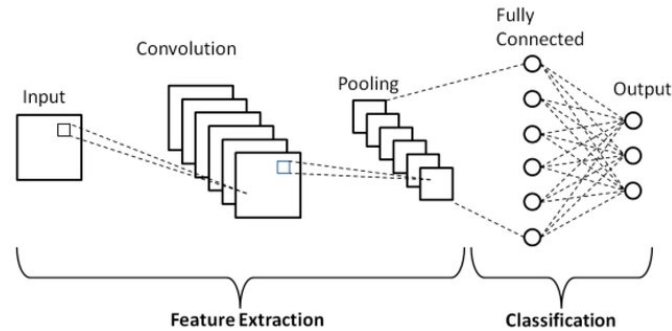 Fully
Connected
Convolution
Pooling
Output
Input
Feature Extraction
Classification